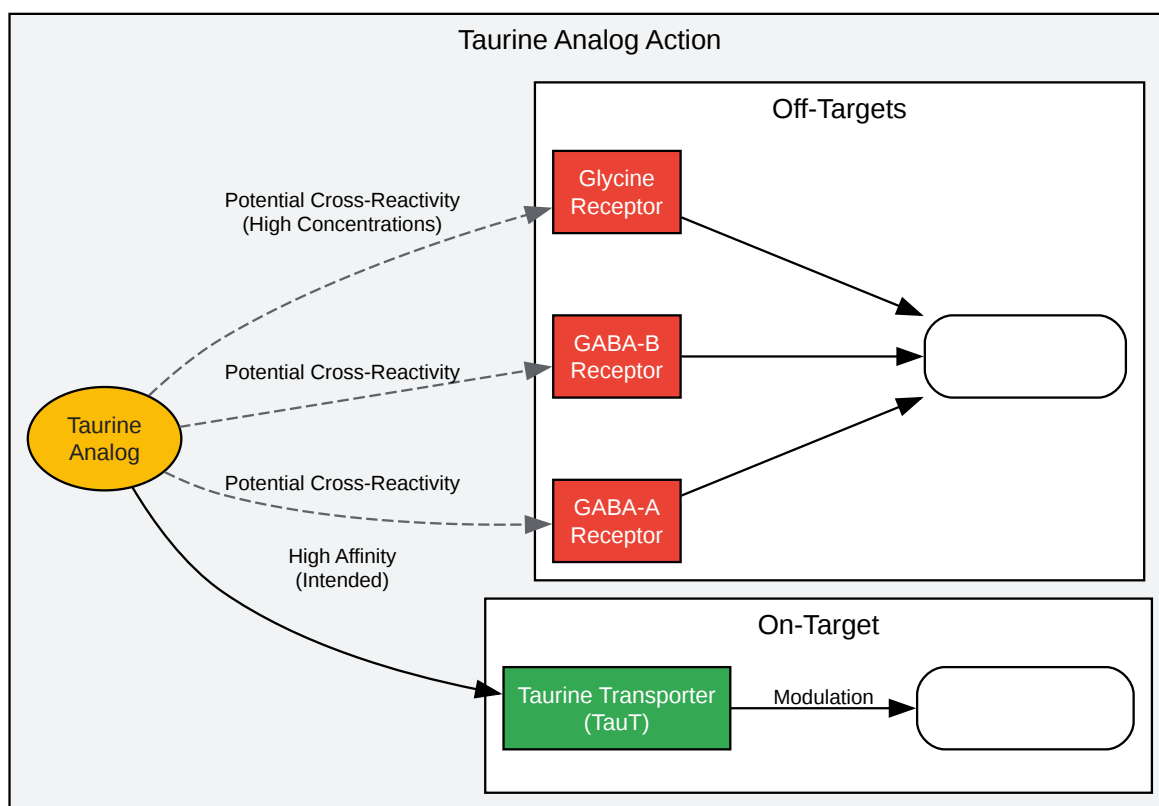 Taurine Analog Action
Off-Targets
Glycine
Receptor
Potential Cross-Reactivity
(High Concentrations)
GABA-B
Receptor
Potential Cross-Reactivity
Taurine
Analog
Potential Cross-Reactivity
GABA-A
Receptor
High Affinity
(Intended)
On-Target
Taurine Transporter
(TauT)
Modulation